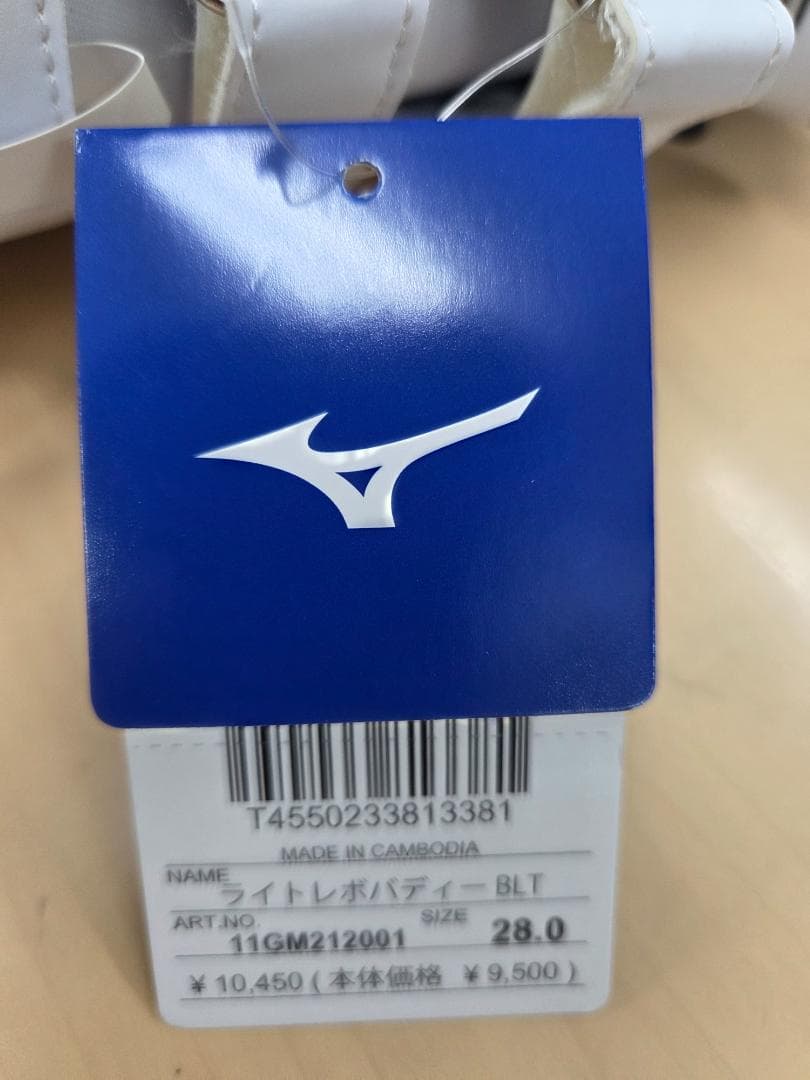 T4550233813381
MADE IN CAMBODIA
NAME ライトレボバディー BLT
ART.NO. 11GM212001 SIZE 28.0
¥10,450(本体価格 ¥9,500)